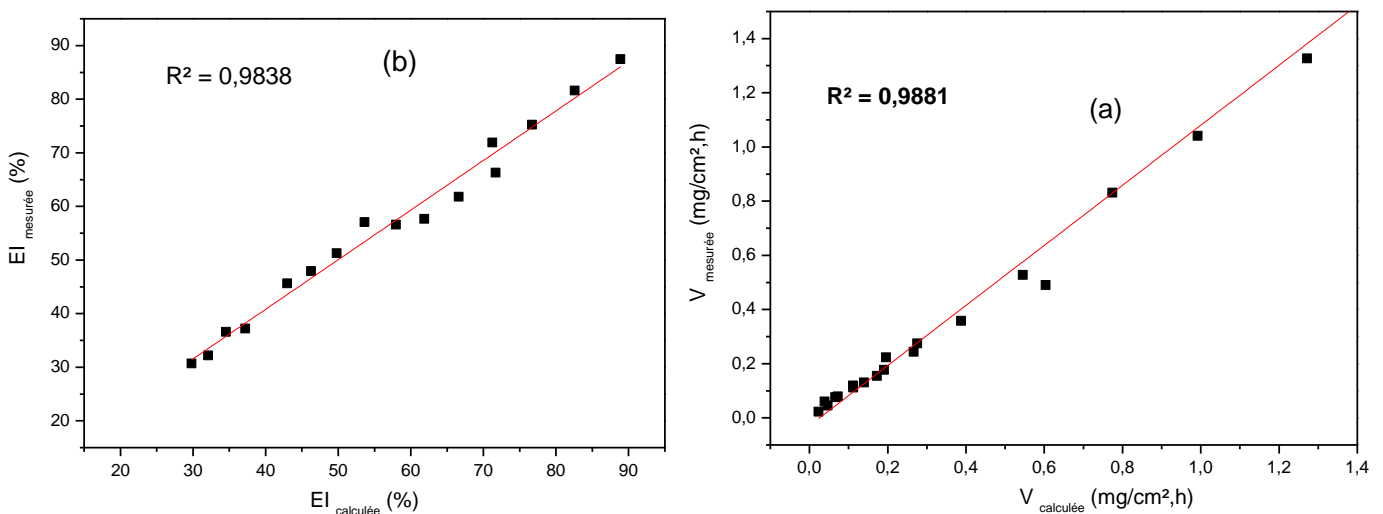 (b)
R² = 0,9838
EI mesurée (%)
90
80
70
60
50
40
30
20
20 30 40 50 60 70 80 90
EI calculée (%)
(a)
R² = 0,9881
V mesurée (mg/cm²,h)
1,4
1,2
1,0
0,8
0,6
0,4
0,2
0,0
0,0 0,2 0,4 0,6 0,8 1,0 1,2 1,4
V calculée (mg/cm²,h)